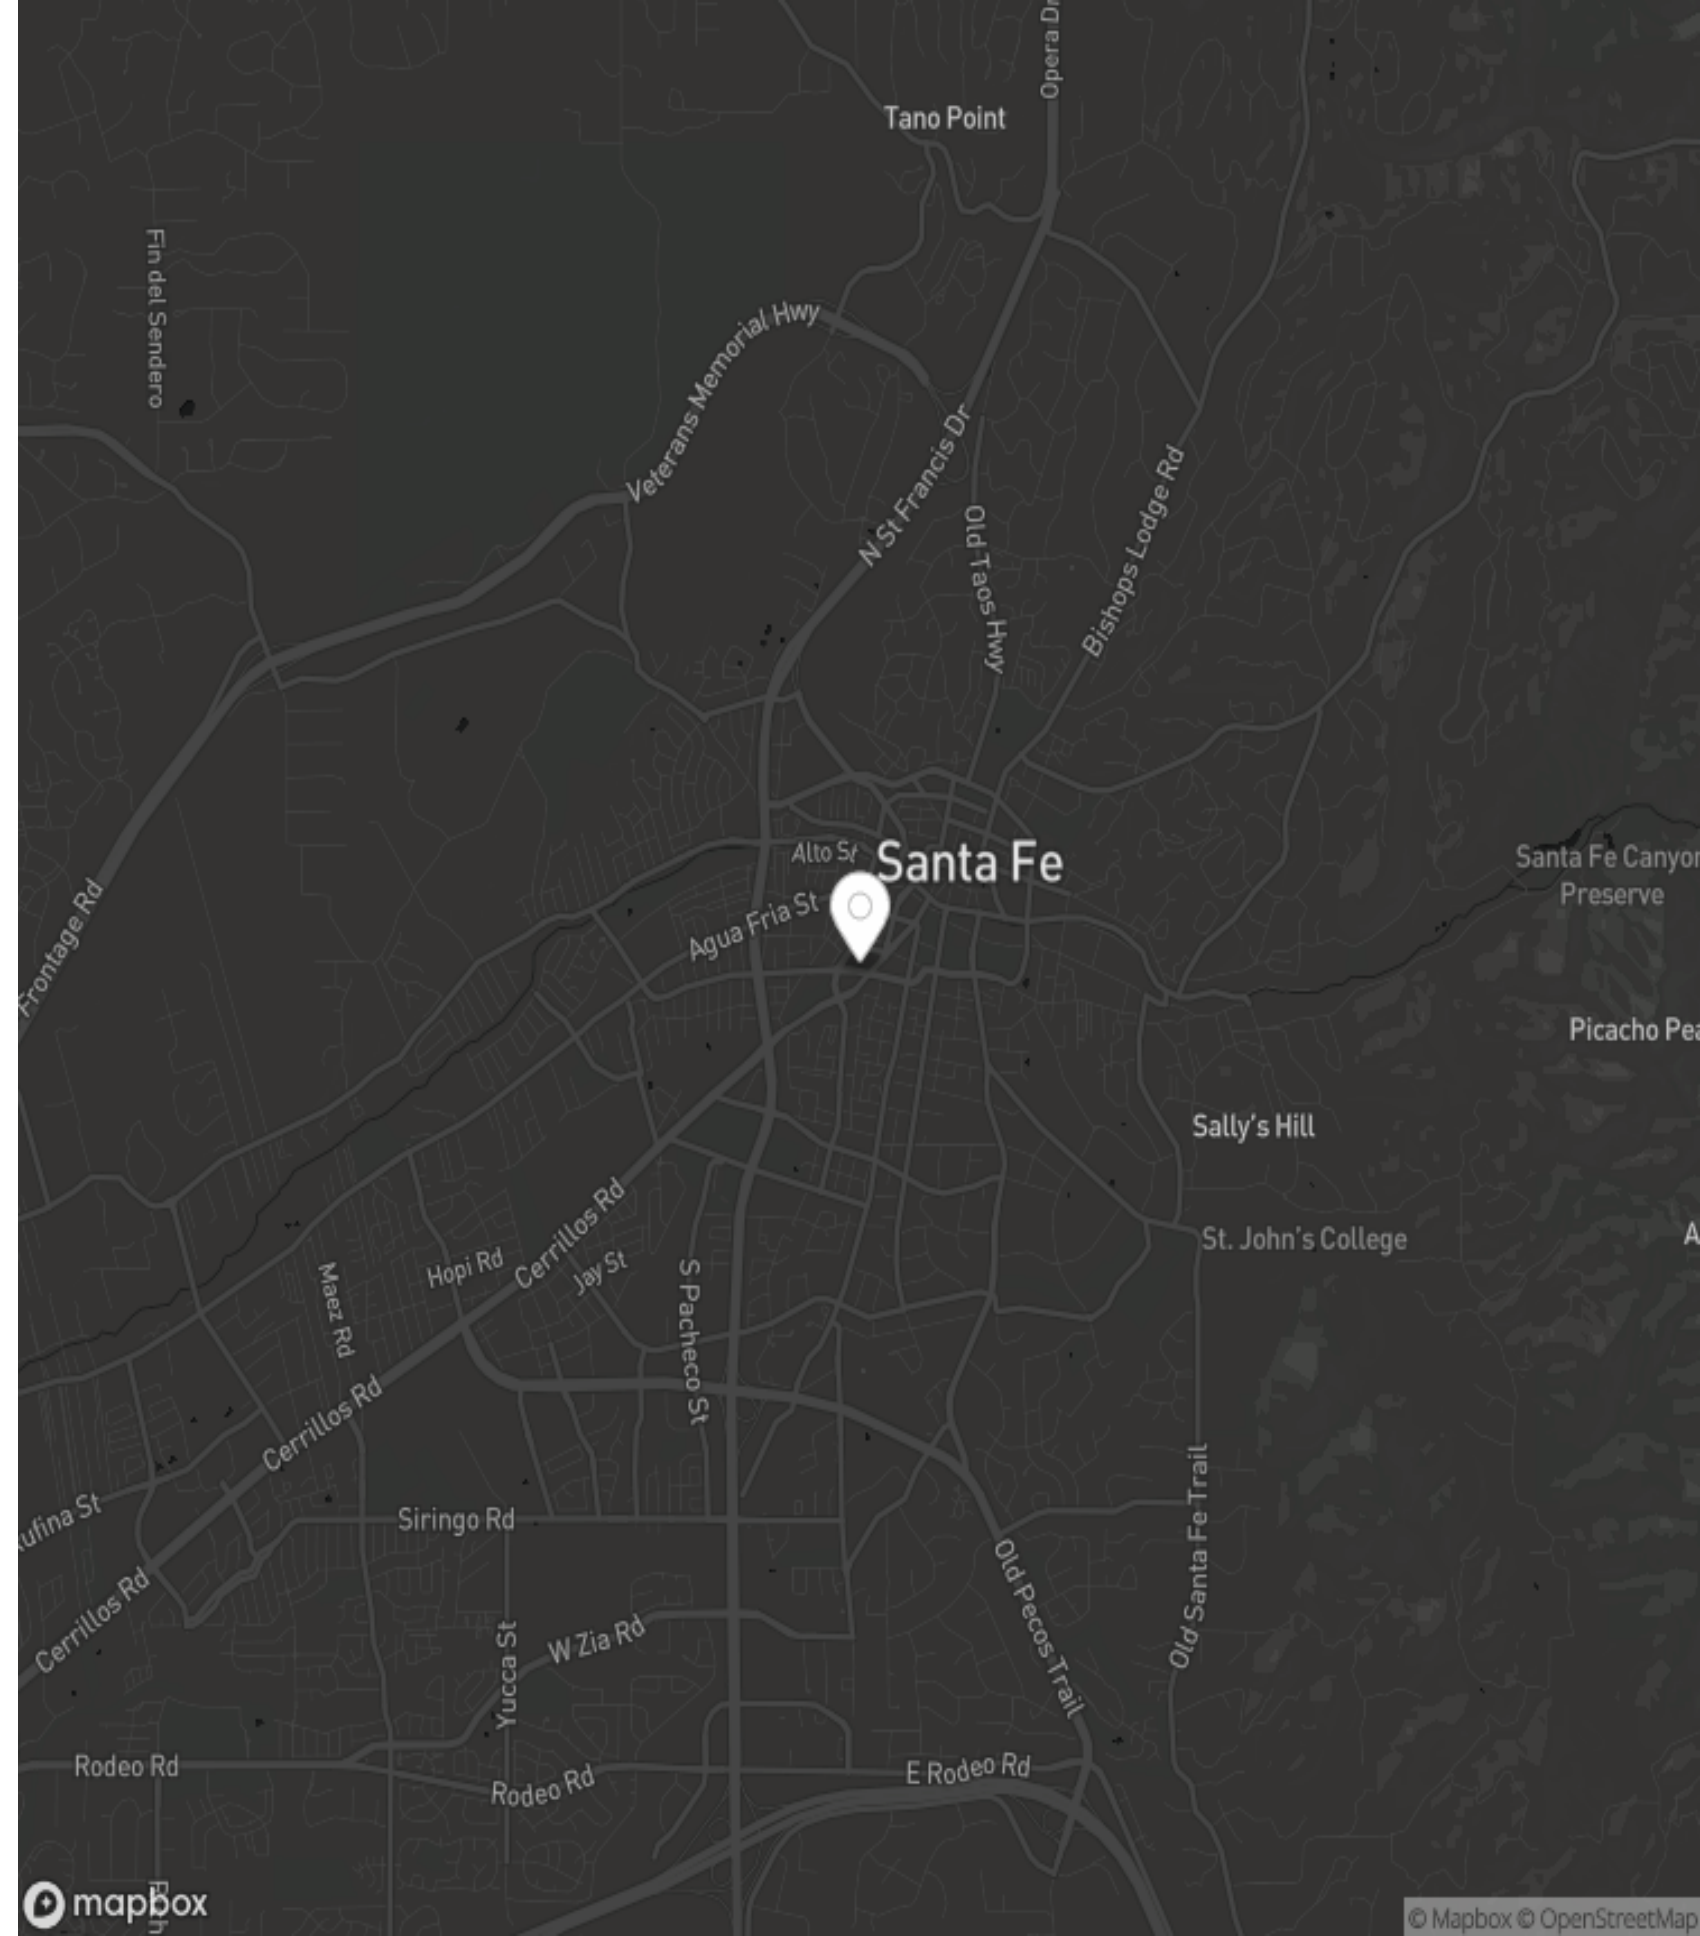 Opera Dr
Tano Point
Fin del Sendero
Veterans Memorial Hwy
N St Francis Dr
Old Taos Hwy
Bishops Lodge Rd
Alto St
Santa Fe
Santa Fe Canyon
Preserve
Agua Fria St
Frontage Rd
Picacho Pea
Sally's Hill
St. John's College
A
Cerrillos Rd
Hopi Rd
Jay St
Maez Rd
S Pacheco St
Cerrillos Rd
Old Santa Fe Trail
ufina St
Siringo Rd
Old Pecos Trail
Cerrillos Rd
W Zia Rd
Yucca St
Rodeo Rd
Rodeo Rd
E Rodeo Rd
mapbox
© Mapbox © OpenStreetMap